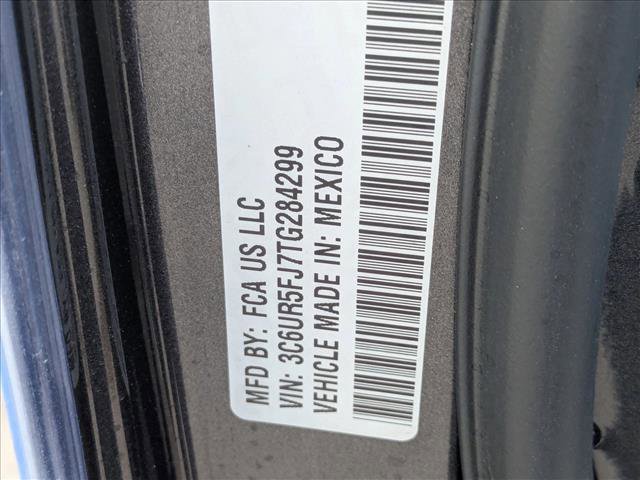 MFD BY: FCA US LLC
VIN: 3C6UR5FJ7TG284299
VEHICLE MADE IN: MEXICO